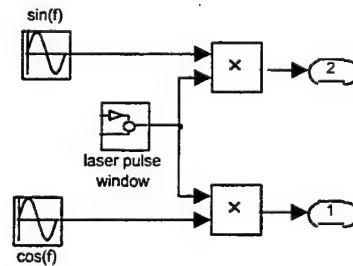 sin(f)
×
2
laser pulse
window
×
1
cos(f)